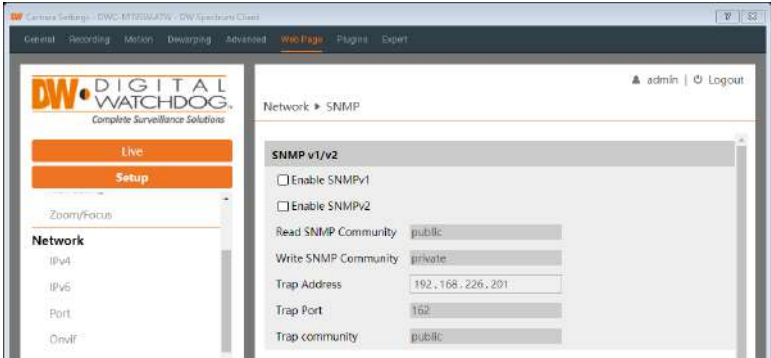 Camera Settings - DW Spectrum Client
General Recording Motion Dewarping Advanced Web Page Plugins Expert
DW DIGITAL WATCHDOG
Complete Surveillance Solutions
admin | Logout
Network ▶ SNMP
Live
Setup
Zoom/Focus
Network
IPv4
IPv6
Port
Onvif
SNMP v1/v2
Enable SNMPv1
Enable SNMPv2
Read SNMP Community public
Write SNMP Community private
Trap Address 192 . 168 . 226 . 201
Trap Port 162
Trap community public